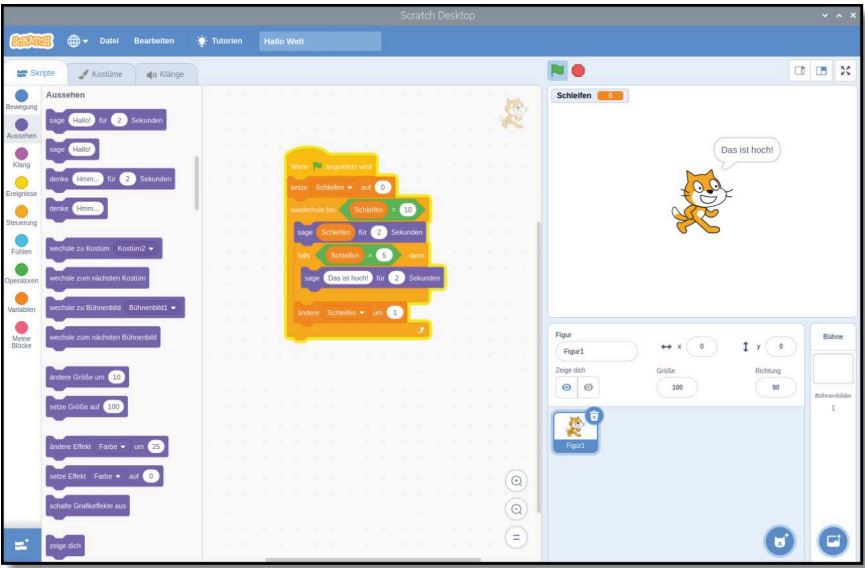 Scratch Desktop
SCRATCH Datei Bearbeiten Tutorien Hallo Welt
Skripte Kostüme Klänge
Bewegung
Aussehen
Klang
Ereignisse
Steuerung
Fühlen
Operatoren
Variablen
Meine
Blöcke
Aussehen
sage Hallo! für 2 Sekunden
sage Hallo!
denke Hmm... für 2 Sekunden
denke Hmm...
wechsle zu Kostüm Kostüm2
wechsle zum nächsten Kostüm
wechsle zu Bühnenbild Bühnenbild1
wechsle zum nächsten Bühnenbild
ändere Größe um 10
setze Größe auf 100
ändere Effekt Farbe um 25
setze Effekt Farbe auf 0
schalte Grafikeffekte aus
zeige dich
Wenn angeklickt wird
setze Schleifen auf 0
wiederhole bis Schleifen = 10
sage Schleifen für 2 Sekunden
falls Schleifen > 5 , dann
sage Das ist hoch! für 2 Sekunden
ändere Schleifen um 1
Schleifen 6
Das ist hoch!
Figur
Figur1 x 0 y 0
Zeige dich Größe Richtung
100 90
Figur1
Bühne
Bühnenbilder
1